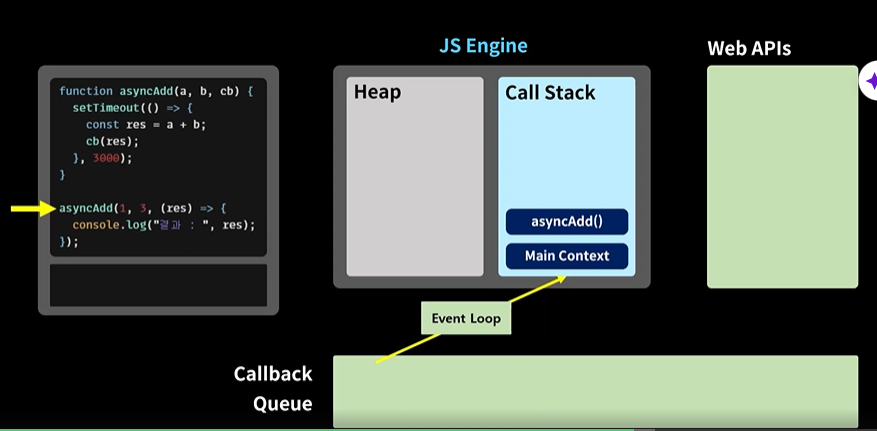 JS Engine
Web APIs
function asyncAdd(a, b, cb) {
setTimeout(() => {
const res = a + b;
cb(res);
}, 3000);
}
asyncAdd(1, 3, (res) => {
console.log("결과 : ", res);
});
Heap
Call Stack
asyncAdd()
Main Context
Event Loop
Callback
Queue